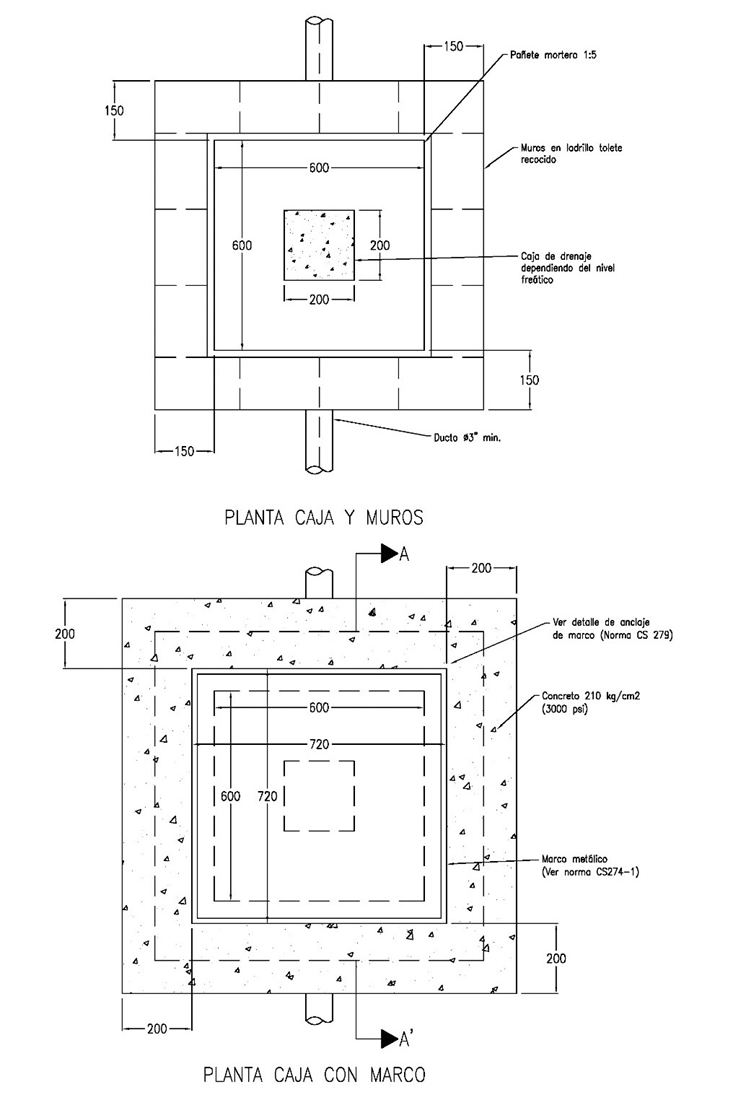 150
Pañete mortero 1:5
150
Muros en ladrillo tolete
recocido
600
600
200
Caja de drenaje
dependiendo del nivel
freático
200
150
Ducto ø3" min.
150
PLANTA CAJA Y MUROS
A
200
200
Ver detalle de anclaje
de marco (Norma CS 279)
Concreto 210 kg/cm2
(3000 psi)
600
720
600
720
Marco metálico
(Ver norma CS274-1)
200
200
A'
PLANTA CAJA CON MARCO